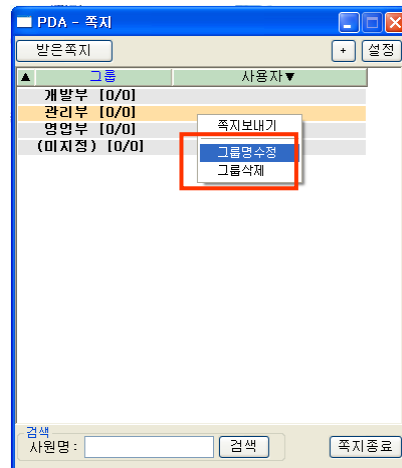 PDA - 쪽지
받은쪽지 + 설정
▲ 그룹 사용자▼
개발부 [0/0]
관리부 [0/0]
영업부 [0/0]
(미지정) [0/0]
쪽지보내기
그룹명수정
그룹삭제
검색
사원명: 검색 쪽지종료